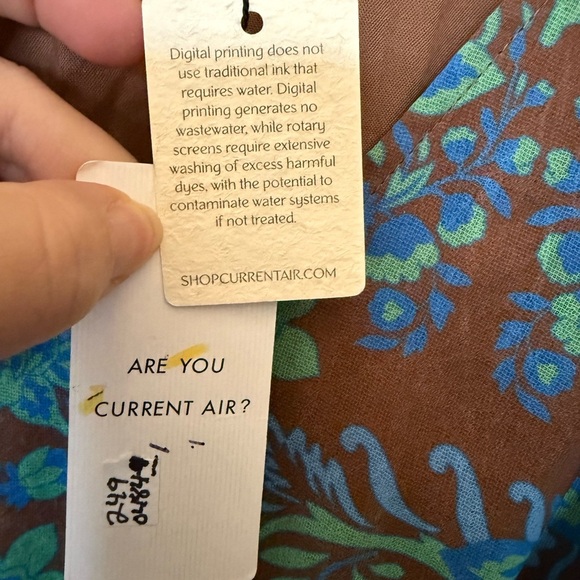 Digital printing does not
use traditional ink that
requires water. Digital
printing generates no
wastewater, while rotary
screens require extensive
washing of excess harmful
dyes, with the potential to
contaminate water systems
if not treated.
SHOPCURRENTAIR.COM
ARE YOU
CURRENT AIR?
249